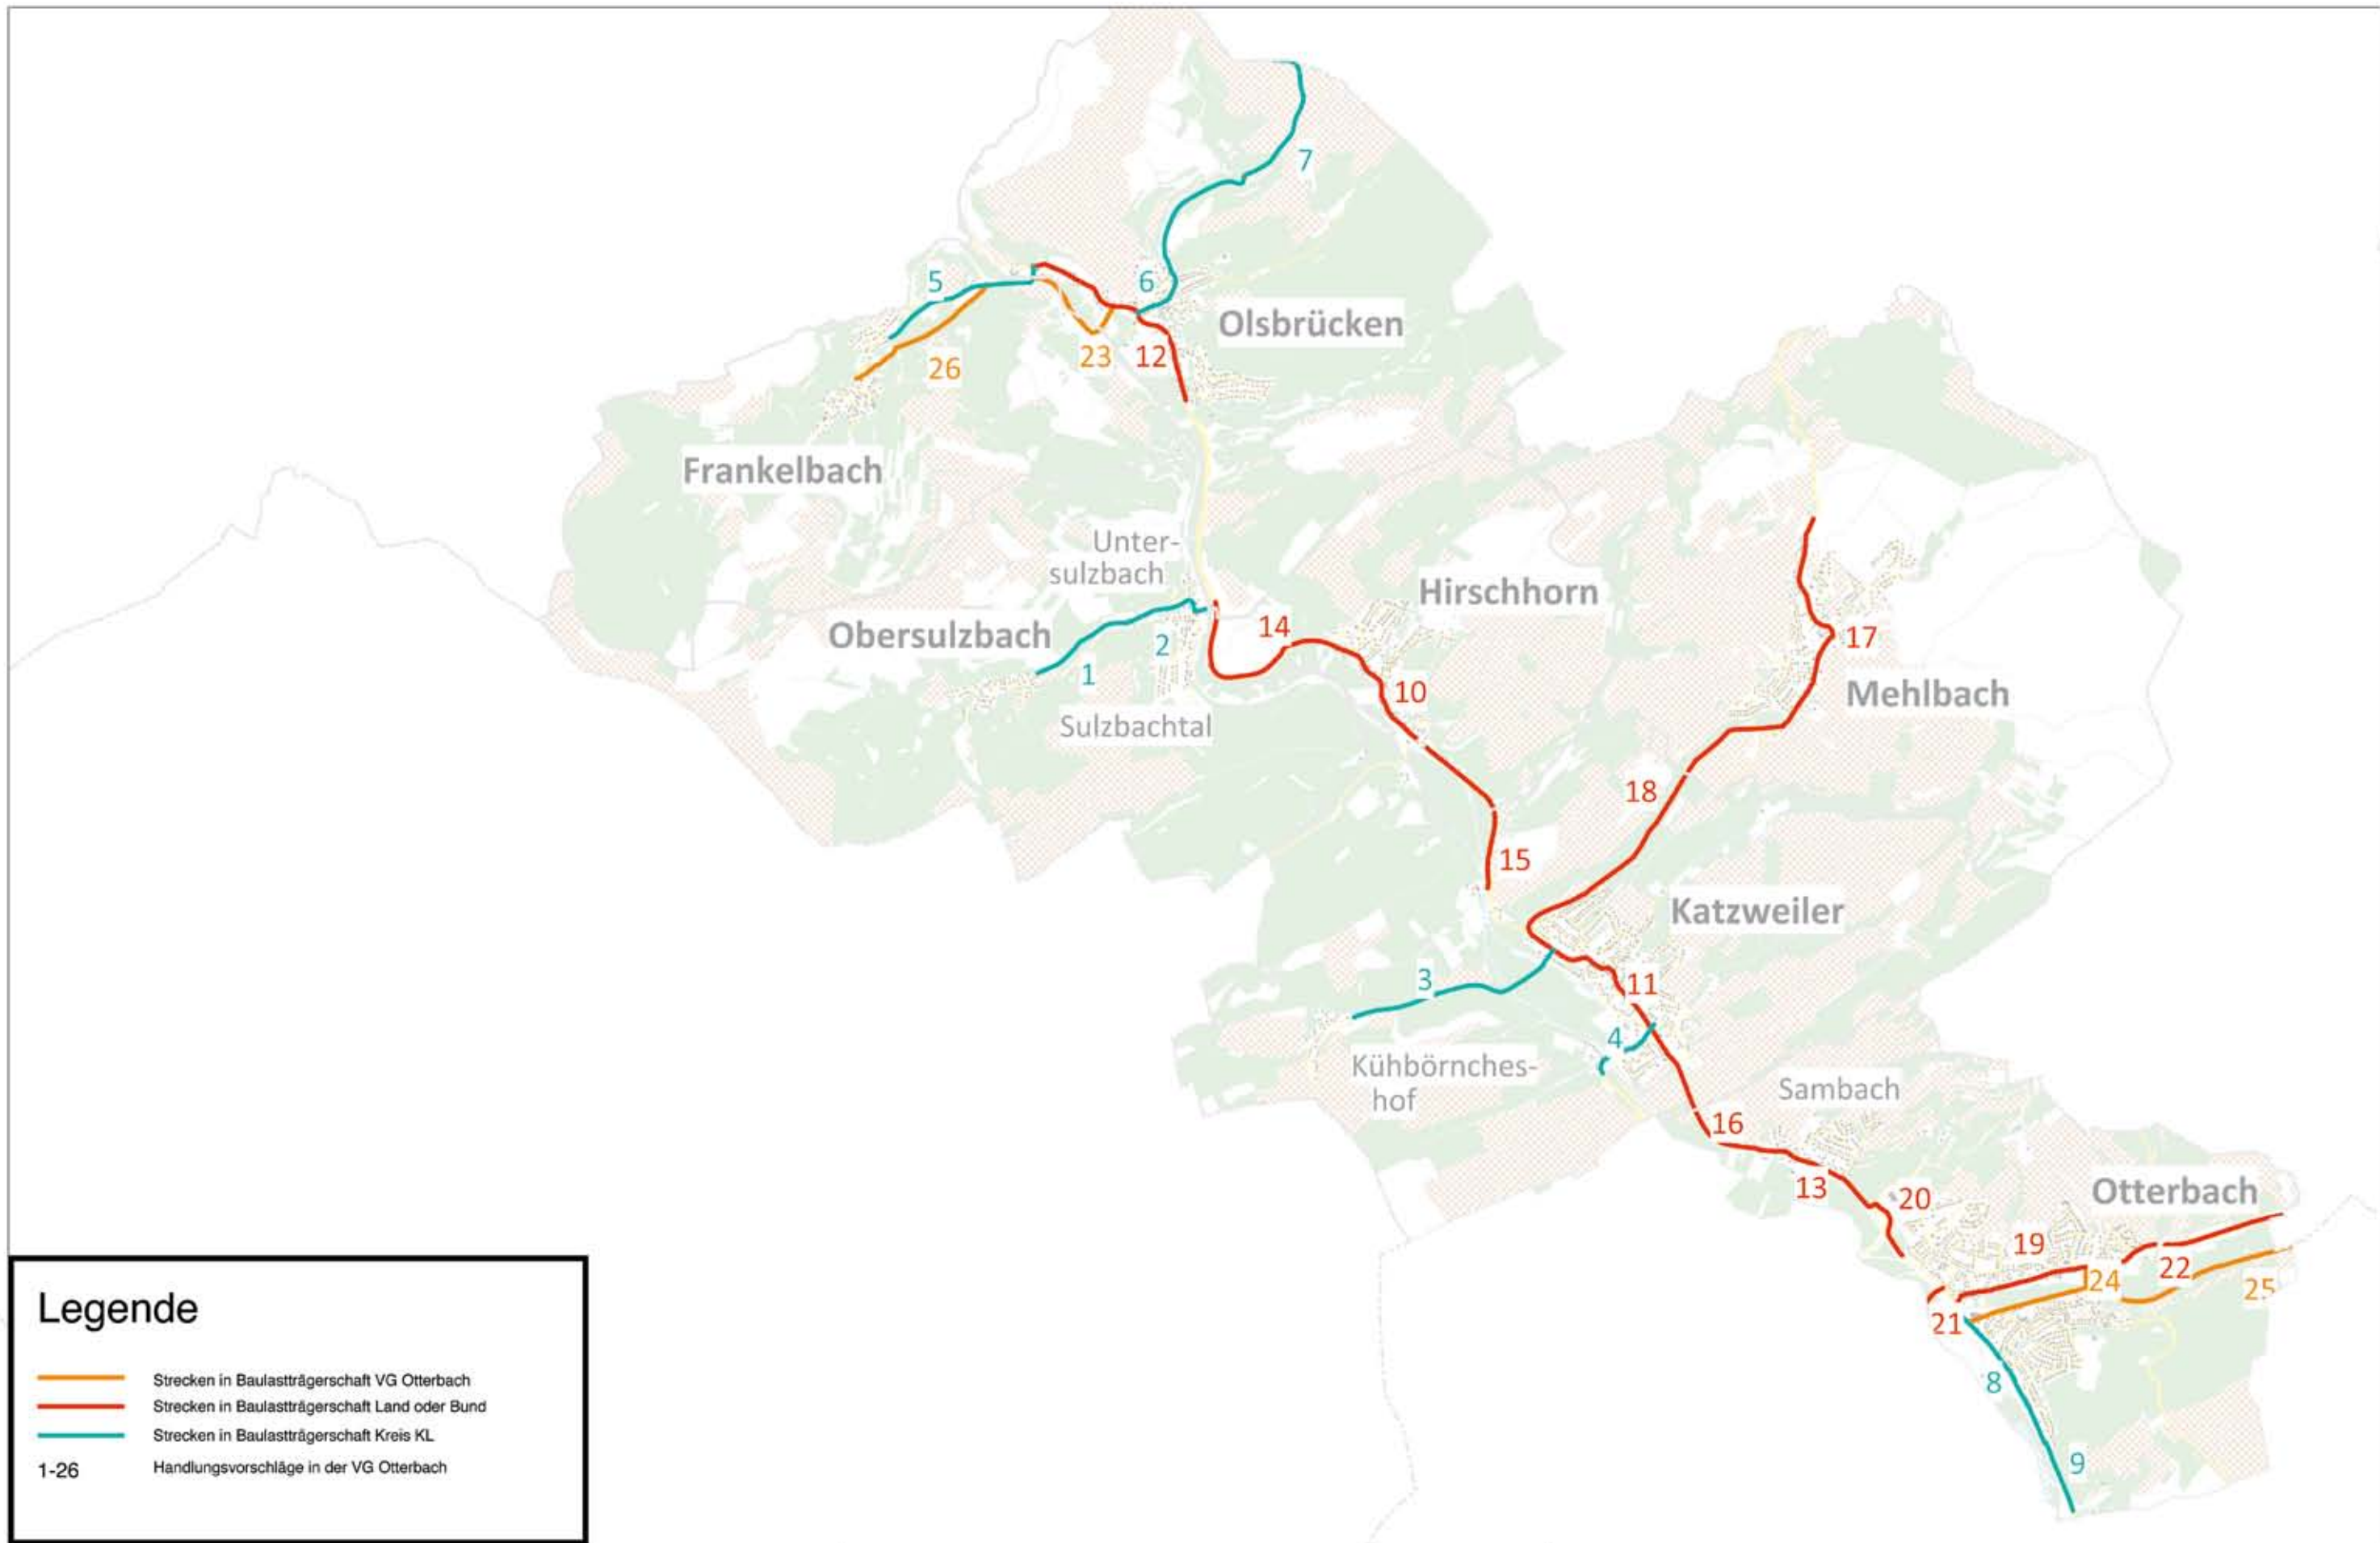 7
5
6
Olsbrücken
26
23
12
Frankelbach
Unter-
sulzbach
Hirschhorn
Obersulzbach
14
2
17
1
10
Mehlbach
Sulzbachtal
18
15
Katzweiler
3
11
4
Kühbörnches-
hof
Sambach
16
13
20
Otterbach
19
22
24
25
21
8
9
Legende
Strecken in Baulastträgerschaft VG Otterbach
Strecken in Baulastträgerschaft Land oder Bund
Strecken in Baulastträgerschaft Kreis KL
1-26 Handlungsvorschläge in der VG Otterbach